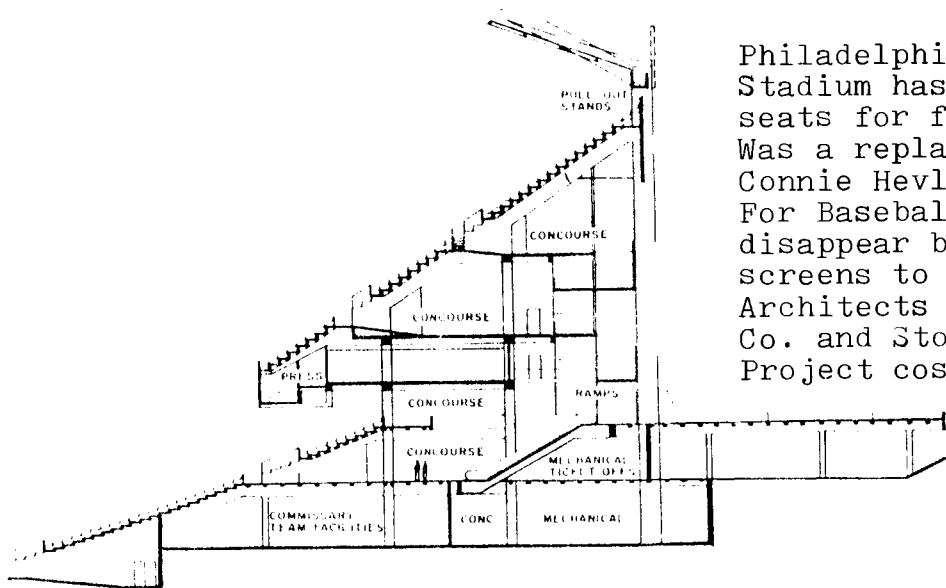 Philadelphi
Stadium has
seats for f
Was a repla
Connie Hevl
For Basebal
disappear b
screens to
Architects
Co. and Sto
Project cos
PULL OUT
STANDS
CONCOURSE
CONCOURSE
PRESS
CONCOURSE
RAMPS
CONCOURSE
MECHANICAL
TICKET OFFS
COMMISSARY
TEAM FACILITIES
CONC
MECHANICAL